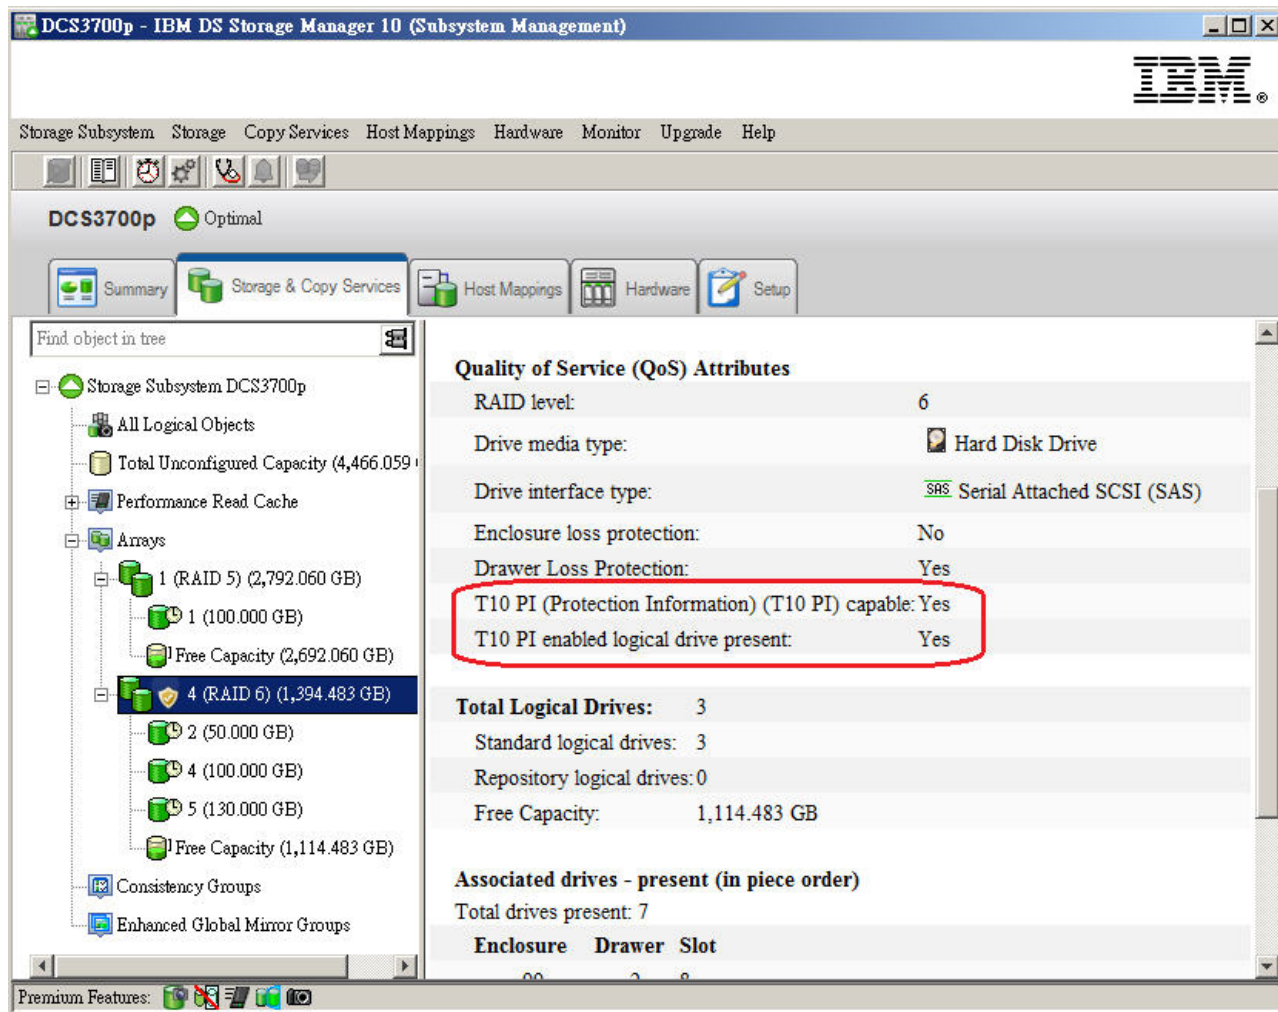 DCS3700p - IBM DS Storage Manager 10 (Subsystem Management)
IBM®
Storage Subsystem Storage Copy Services Host Mappings Hardware Monitor Upgrade Help
DCS3700p Optimal
Summary Storage & Copy Services Host Mappings Hardware Setup
Find object in tree
Storage Subsystem DCS3700p
All Logical Objects
Total Unconfigured Capacity (4,466.059
Performance Read Cache
Arrays
1 (RAID 5) (2,792.060 GB)
1 (100.000 GB)
Free Capacity (2,692.060 GB)
4 (RAID 6) (1,394.483 GB)
2 (50.000 GB)
4 (100.000 GB)
5 (130.000 GB)
Free Capacity (1,114.483 GB)
Consistency Groups
Enhanced Global Mirror Groups
Quality of Service (QoS) Attributes
RAID level: 6
Drive media type: Hard Disk Drive
Drive interface type: SAS Serial Attached SCSI (SAS)
Enclosure loss protection: No
Drawer Loss Protection: Yes
T10 PI (Protection Information) (T10 PI) capable: Yes
T10 PI enabled logical drive present: Yes
Total Logical Drives: 3
Standard logical drives: 3
Repository logical drives: 0
Free Capacity: 1,114.483 GB
Associated drives - present (in piece order)
Total drives present: 7
Enclosure Drawer Slot
Premium Features: